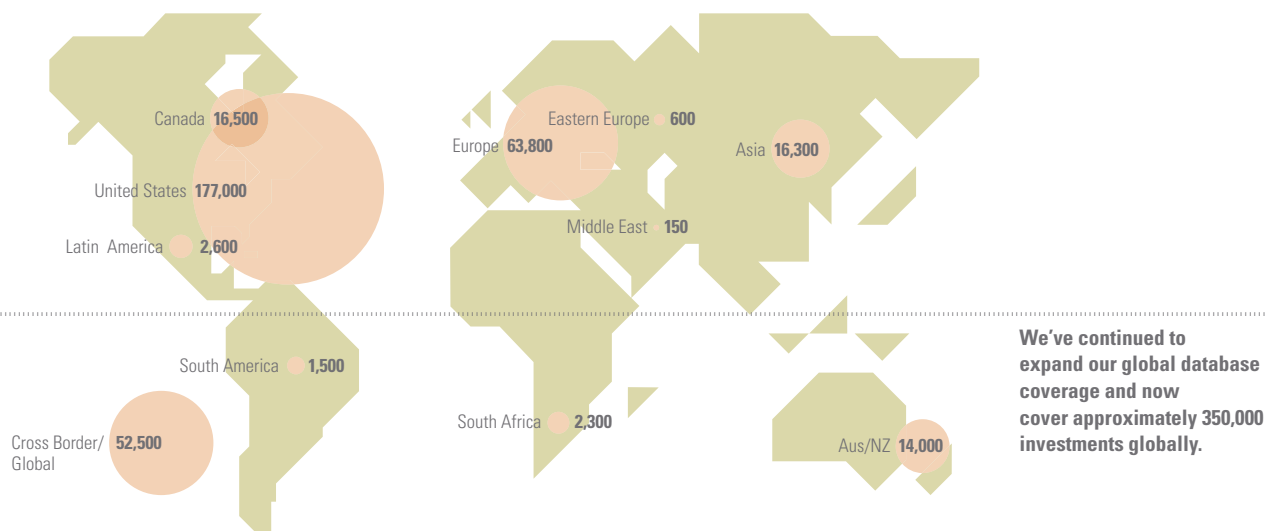 Canada 16,500
Eastern Europe 600
Europe 63,800
Asia 16,300
United States 177,000
Middle East 150
Latin America 2,600
We've continued to
expand our global database
coverage and now
cover approximately 350,000
investments globally.
South America 1,500
South Africa 2,300
Cross Border/ 52,500
Global
Aus/NZ 14,000